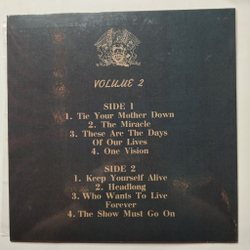 VOLUME 2
SIDE 1
1. Tie Your Mother Down
2. The Miracle
3. These Are The Days
Of Our Lives
4. One Vision
SIDE 2
1. Keep Yourself Alive
2. Headlong
3. Who Wants To Live
Forever
4. The Show Must Go On